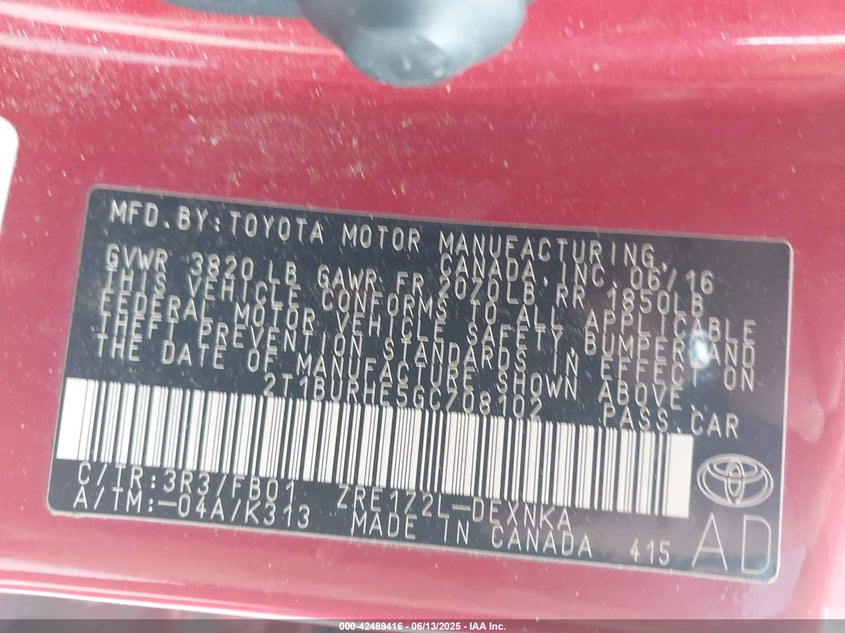 MFD.BY:TOYOTA MOTOR MANUFACTURING,
CANADA, INC. 06/16
GVWR 3820 LB GAWR FR 2020LB RR 1850LB
THIS VEHICLE CONFORMS TO ALL APPLICABLE
FEDERAL MOTOR VEHICLE SAFETY, BUMPER AND
THEFT PREVENTION STANDARDS IN EFFECT ON
THE DATE OF MANUFACTURE SHOWN ABOVE.
2T1BURHE5GC708102 PASS.CAR
C/TR:3R3/FB01 ZRE172L-DEXNKA
A/TM:-04A/K313 MADE IN CANADA 415
AD
000-42489416 - 06/13/2025 - IAA Inc.